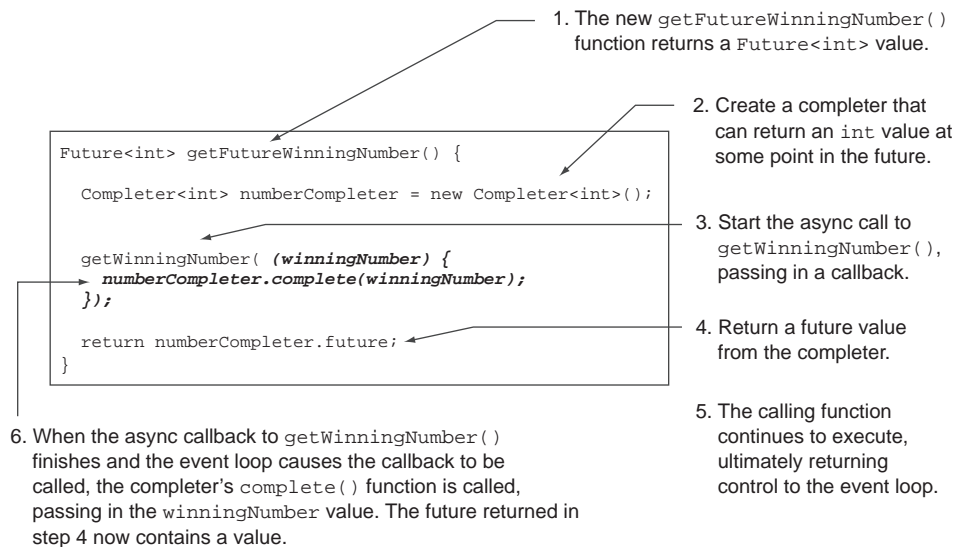 1. The new getFutureWinningNumber()
function returns a Future<int> value.
2. Create a completer that
can return an int value at
some point in the future.
Future<int> getFutureWinningNumber() {
Completer<int> numberCompleter = new Completer<int>();
getWinningNumber( (winningNumber) {
numberCompleter.complete(winningNumber);
});
return numberCompleter.future;
}
3. Start the async call to
getWinningNumber(),
passing in a callback.
4. Return a future value
from the completer.
5. The calling function
continues to execute,
ultimately returning
control to the event loop.
6. When the async callback to getWinningNumber()
finishes and the event loop causes the callback to be
called, the completer’s complete() function is called,
passing in the winningNumber value. The future returned in
step 4 now contains a value.